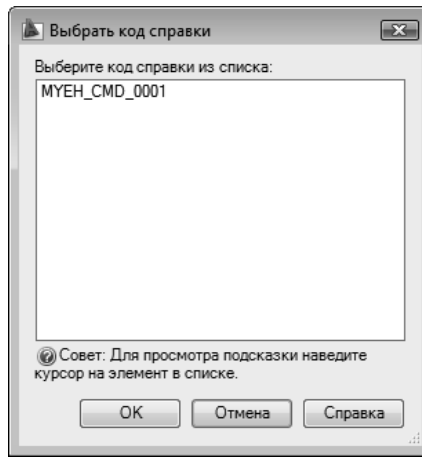 Выбрать код справки
Выберите код справки из списка:
MYEH_CMD_0001
Совет: Для просмотра подсказки наведите
курсор на элемент в списке.
OK Отмена Справка